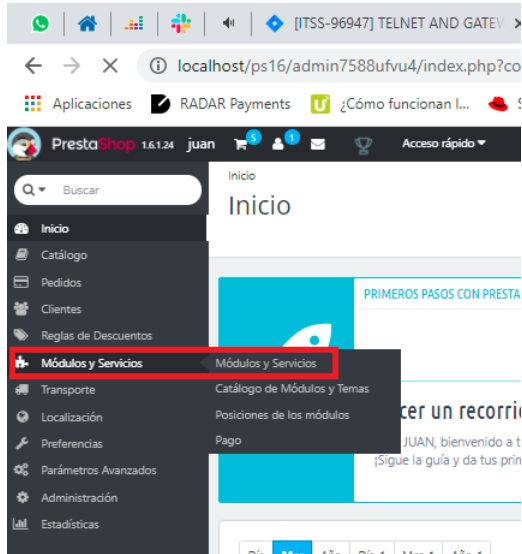 [ITSS-96947] TELNET AND GATEV
localhost/ps16/admin7588ufvu4/index.php?co
Aplicaciones RADAR Payments ¿Cómo funcionan l... S
PrestaShop 1.6.1.24 juan 5 1 Acceso rápido
Buscar
Inicio
Inicio
Inicio
Catálogo
Pedidos
Clientes
Reglas de Descuentos
Módulos y Servicios
Transporte
Localización
Preferencias
Parámetros Avanzados
Administración
Estadísticas
Módulos y Servicios
Catálogo de Módulos y Temas
Posiciones de los módulos
Pago
PRIMEROS PASOS CON PRESTA
cer un recorri
JUAN, bienvenido a t
¡Sigue la guía y da tus prin